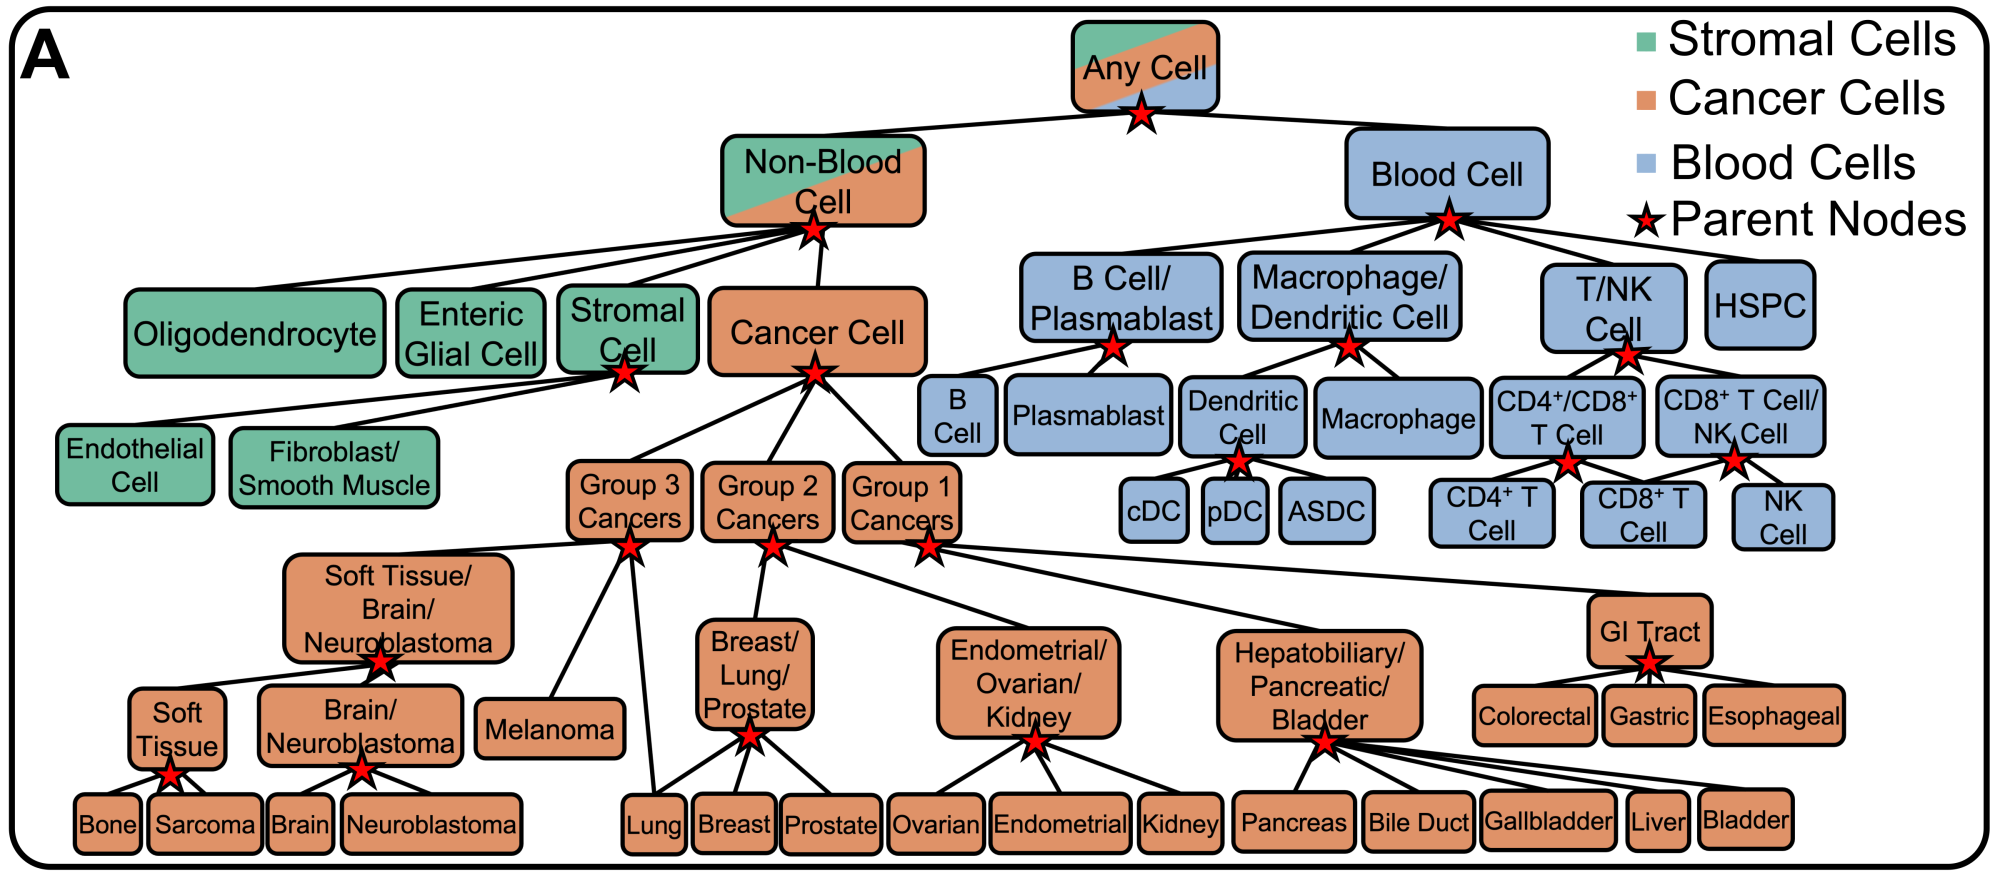 A
Any Cell
Stromal Cells
Cancer Cells
Blood Cells
Parent Nodes
Non-Blood
Cell
Blood Cell
Oligodendrocyte
Enteric
Glial Cell
Stromal
Cell
Cancer Cell
B Cell/
Plasmablast
Macrophage/
Dendritic Cell
T/NK
Cell
HSPC
Endothelial
Cell
Fibroblast/
Smooth Muscle
B
Cell
Plasmablast
Dendritic
Cell
Macrophage
CD4⁺/CD8⁺
T Cell
CD8⁺ T Cell/
NK Cell
Group 3
Cancers
Group 2
Cancers
Group 1
Cancers
cDC
pDC
ASDC
CD4⁺ T
Cell
CD8⁺ T
Cell
NK
Cell
Soft Tissue/
Brain/
Neuroblastoma
Breast/
Lung/
Prostate
Endometrial/
Ovarian/
Kidney
Hepatobiliary/
Pancreatic/
Bladder
GI Tract
Soft
Tissue
Brain/
Neuroblastoma
Melanoma
Colorectal
Gastric
Esophageal
Bone
Sarcoma
Brain
Neuroblastoma
Lung
Breast
Prostate
Ovarian
Endometrial
Kidney
Pancreas
Bile Duct
Gallbladder
Liver
Bladder